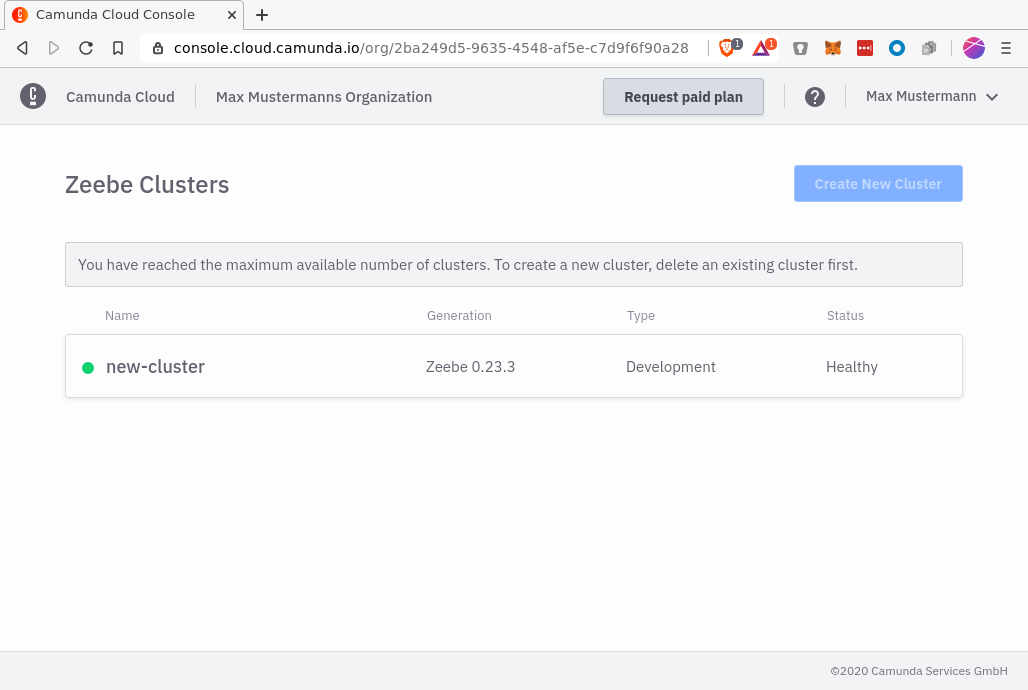 Camunda Cloud Console
console.cloud.camunda.io/org/2ba249d5-9635-4548-af5e-c7d9f6f90a28
1
1
Camunda Cloud
Max Mustermanns Organization
Request paid plan
?
Max Mustermann
Zeebe Clusters
Create New Cluster
You have reached the maximum available number of clusters. To create a new cluster, delete an existing cluster first.
Name Generation Type Status
new-cluster Zeebe 0.23.3 Development Healthy
©2020 Camunda Services GmbH